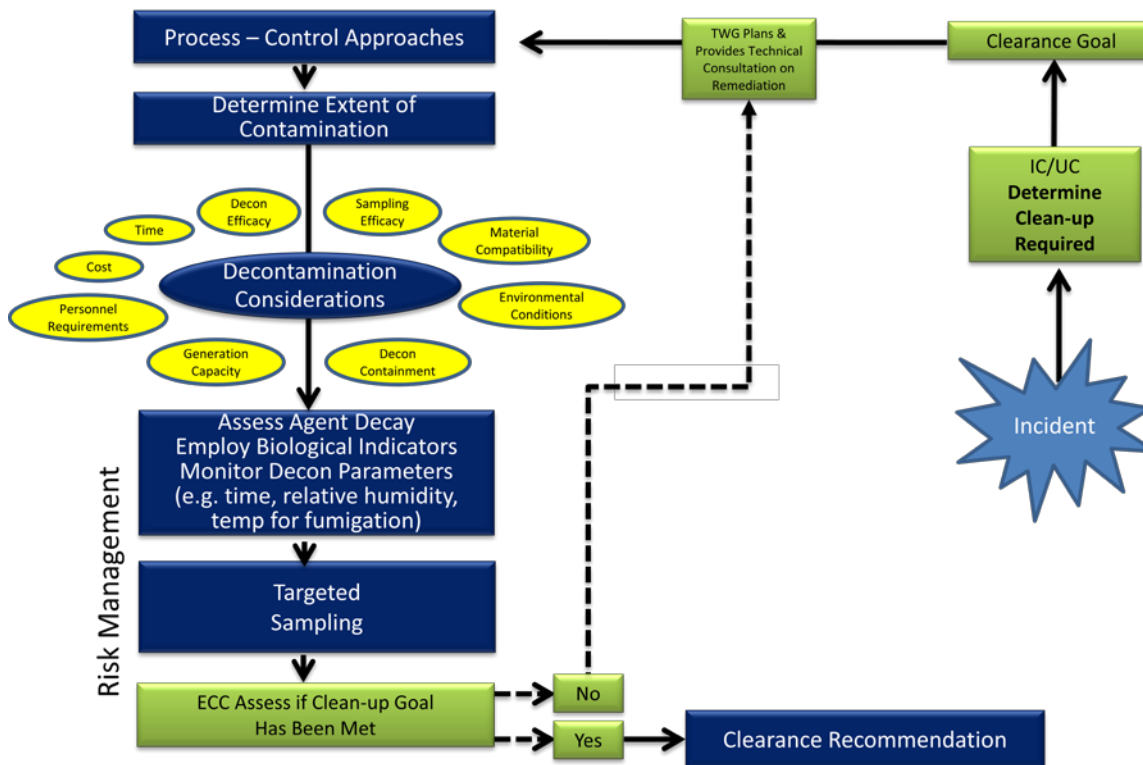 Process – Control Approaches
TWG Plans &
Provides Technical
Consultation on
Remediation
Clearance Goal
Determine Extent of
Contamination
IC/UC
Determine
Clean-up
Required
Decon
Efficacy
Sampling
Efficacy
Time
Material
Compatibility
Cost
Decontamination
Considerations
Personnel
Requirements
Environmental
Conditions
Generation
Capacity
Decon
Containment
Incident
Assess Agent Decay
Employ Biological Indicators
Monitor Decon Parameters
(e.g. time, relative humidity,
temp for fumigation)
Risk Management
Targeted
Sampling
ECC Assess if Clean-up Goal
Has Been Met
No
Yes
Clearance Recommendation